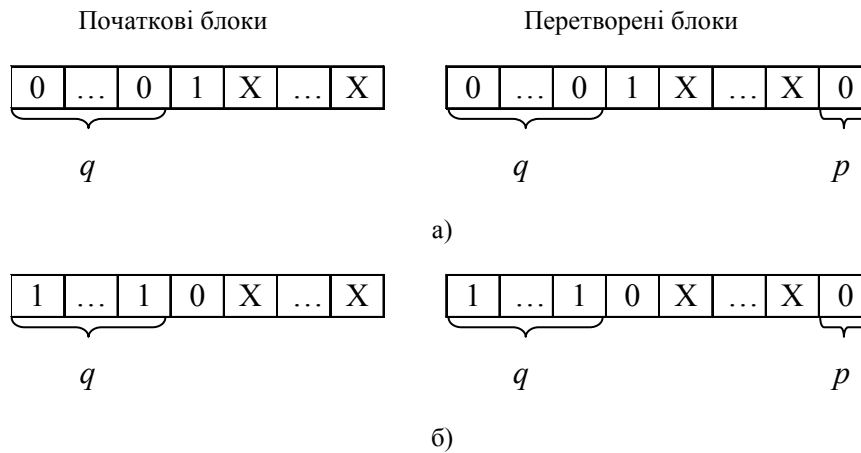 Початкові блоки Перетворені блоки
0 … 0 1 X … X 0 … 0 1 X … X 0
q q p
а)
1 … 1 0 X … X 1 … 1 0 X … X 0
q q p
б)